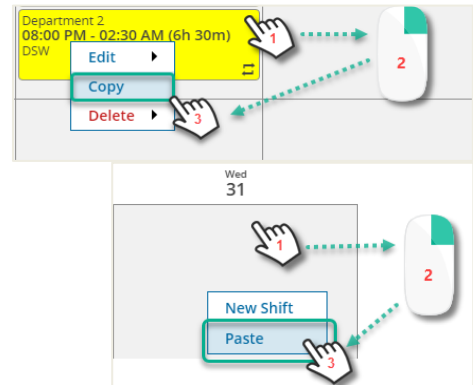 Department 2
08:00 PM - 02:30 AM (6h 30m)
DSW
Edit
Copy
Delete
1
2
3
Wed
31
1
2
New Shift
Paste
3